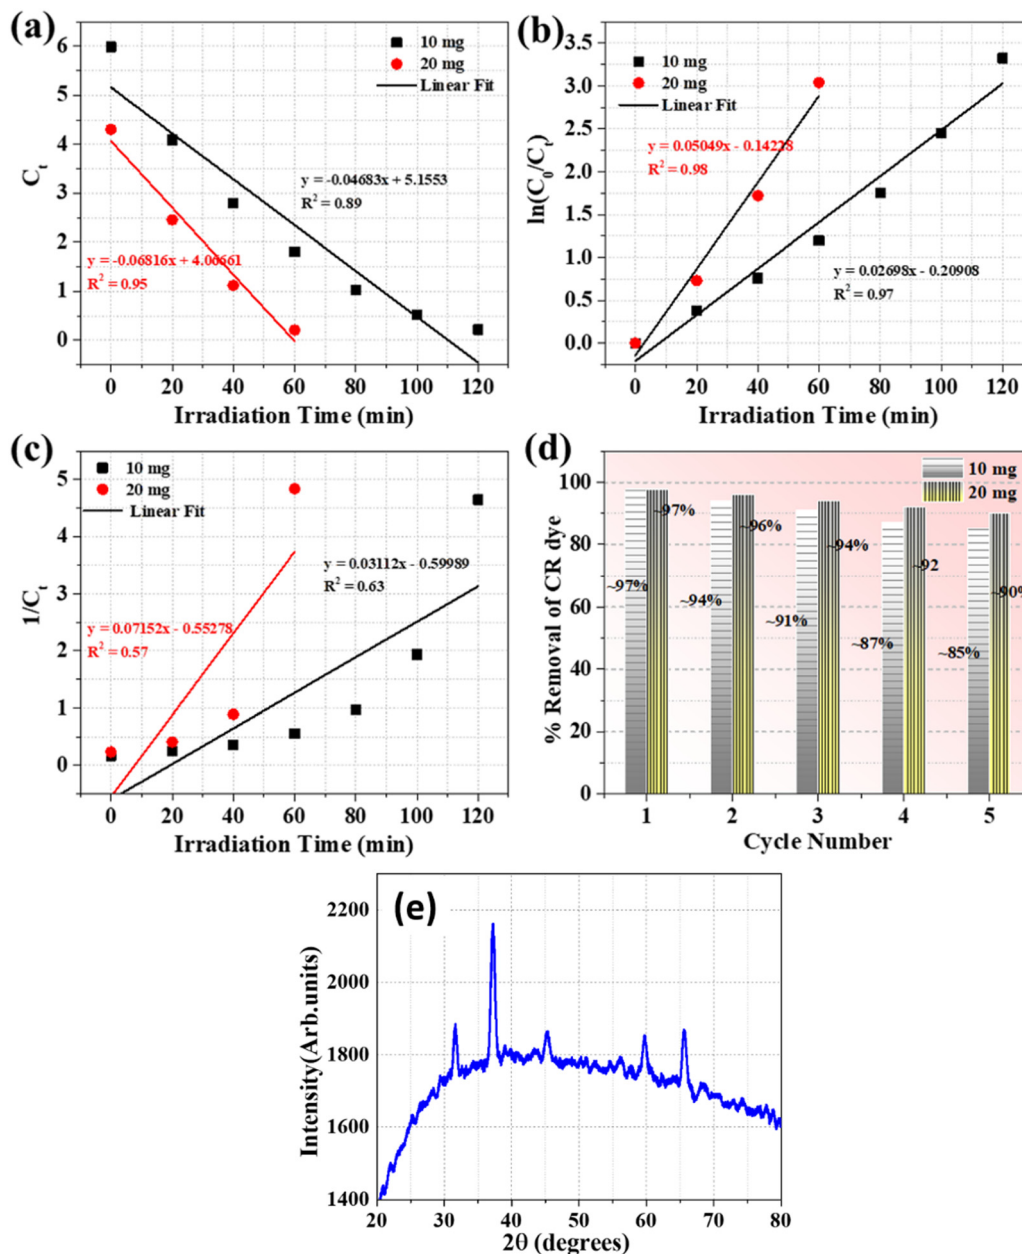 (a)
10 mg
20 mg
Linear Fit
6
5
4
3
2
1
0
C_t
y = -0.04683x + 5.1553
R² = 0.89
y = -0.06816x + 4.06661
R² = 0.95
0 20 40 60 80 100 120
Irradiation Time (min)
(b)
10 mg
20 mg
Linear Fit
3.5
3.0
2.5
2.0
1.5
1.0
0.5
0.0
ln(C₀/C_t)
y = 0.05049x - 0.14228
R² = 0.98
y = 0.02698x - 0.20908
R² = 0.97
0 20 40 60 80 100 120
Irradiation Time (min)
(c)
10 mg
20 mg
Linear Fit
5
4
3
2
1
0
1/C_t
y = 0.03112x - 0.59989
R² = 0.63
y = 0.07152x - 0.55278
R² = 0.57
0 20 40 60 80 100 120
Irradiation Time (min)
(d)
10 mg
20 mg
100
80
60
40
20
0
% Removal of CR dye
~97%
~96%
~94%
~92
~90%
~97%
~94%
~91%
~87%
~85%
1 2 3 4 5
Cycle Number
(e)
2200
2000
1800
1600
1400
Intensity(Arb.units)
20 30 40 50 60 70 80
2θ (degrees)